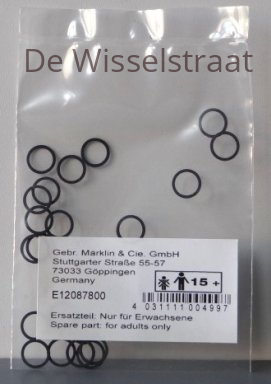 De Wisselstraat
Gebr. Märklin & Cie. GmbH
Stuttgarter Straße 55-57
73033 Göppingen
Germany
15 +
E12087800
4 031111 004997
Ersatzteil: Nur für Erwachsene
Spare part: for adults only